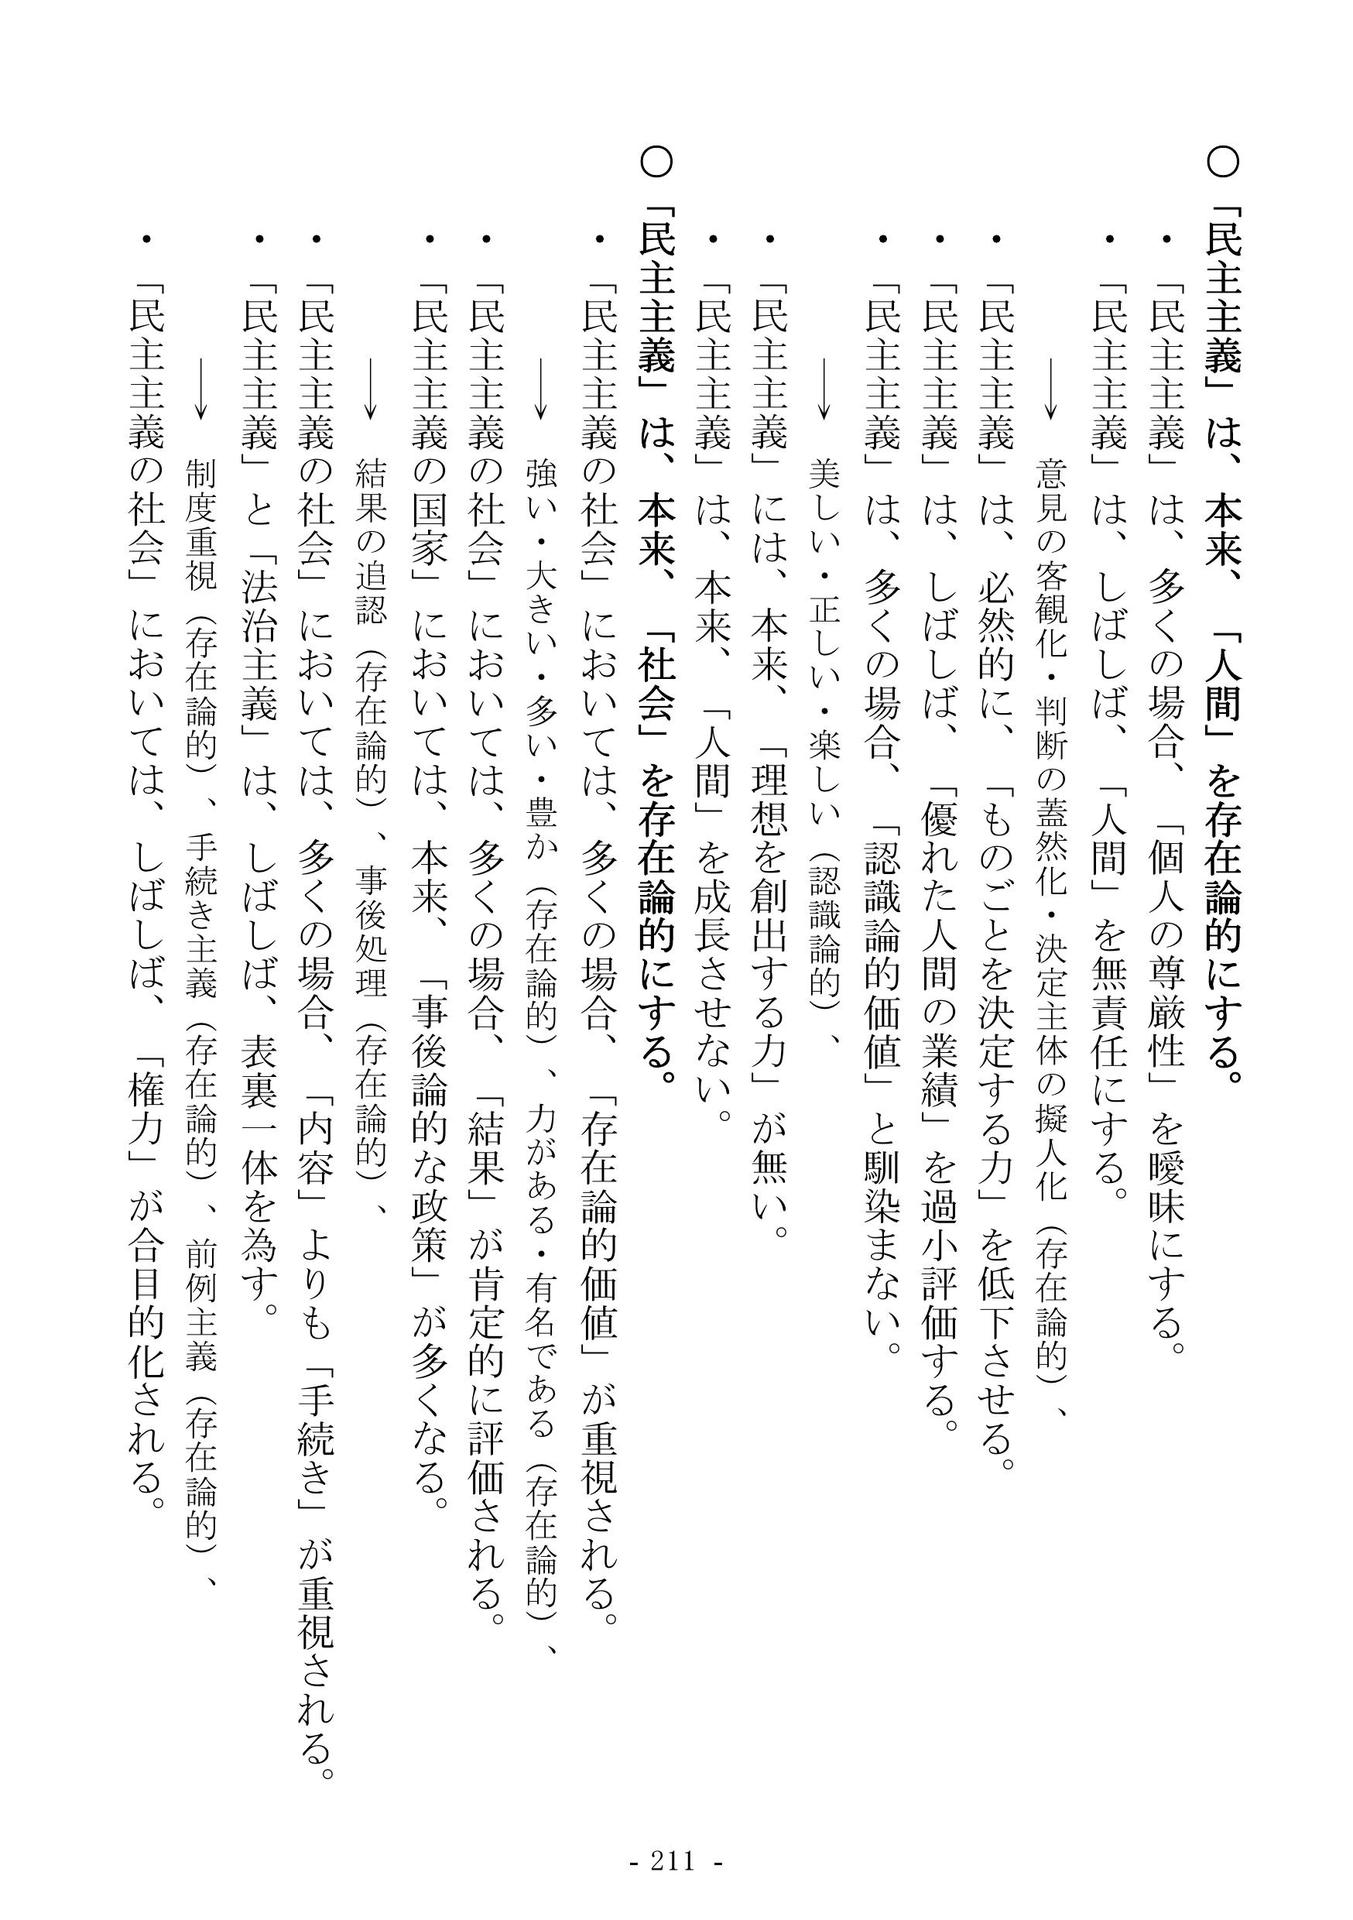 ○「民主主義」は、本来、「人間」を存在論的にする。
・「民主主義」は、多くの場合、「個人の尊厳性」を曖昧にする。
・「民主主義」は、しばしば、「人間」を無責任にする。
→ 意見の客観化・判断の蓋然化・決定主体の擬人化（存在論的）、
・「民主主義」は、必然的に、「ものごとを決定する力」を低下させる。
・「民主主義」は、しばしば、「優れた人間の業績」を過小評価する。
・「民主主義」は、多くの場合、「認識論的価値」と馴染まない。
→ 美しい・正しい・楽しい（認識論的）、
・「民主主義」には、本来、「理想を創出する力」が無い。
・「民主主義」は、本来、「人間」を成長させない。
○「民主主義」は、本来、「社会」を存在論的にする。
・「民主主義の社会」においては、多くの場合、「存在論的価値」が重視される。
→ 強い・大きい・多い・豊か（存在論的）、力がある・有名である（存在論的）、
・「民主主義の社会」においては、多くの場合、「結果」が肯定的に評価される。
・「民主主義の国家」においては、本来、「事後論的な政策」が多くなる。
→ 結果の追認（存在論的）、事後処理（存在論的）、
・「民主主義の社会」においては、多くの場合、「内容」よりも「手続き」が重視される。
・「民主主義」と「法治主義」は、しばしば、表裏一体を為す。
→ 制度重視（存在論的）、手続き主義（存在論的）、前例主義（存在論的）、
・「民主主義の社会」においては、しばしば、「権力」が合目的化される。
- 211 -